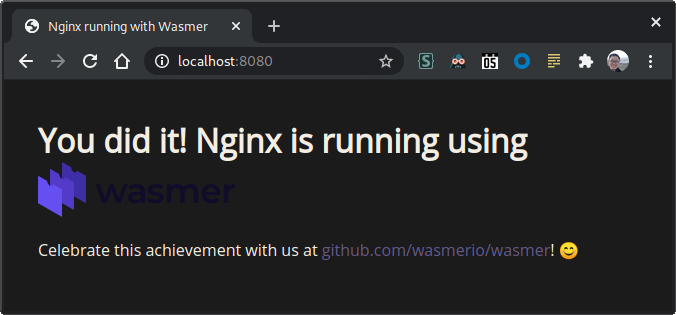 Nginx running with Wasmer
localhost:8080
S
DS
You did it! Nginx is running using
wasmer
Celebrate this achievement with us at github.com/wasmerio/wasmer! 😊